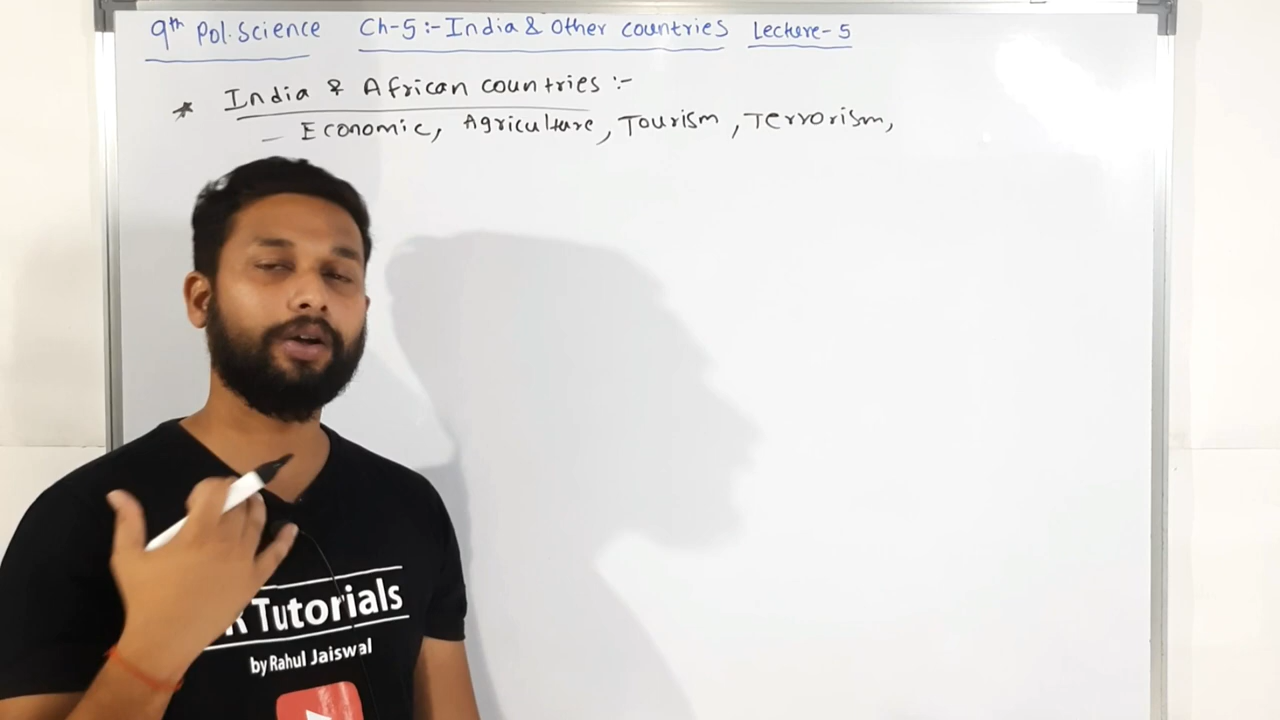 9th Pol.Science Ch-5:-India & Other countries Lecture-5
* India & African countries :-
- Economic, Agriculture, Tourism, Terrorism,
Tutorials
by Rahul Jaiswal